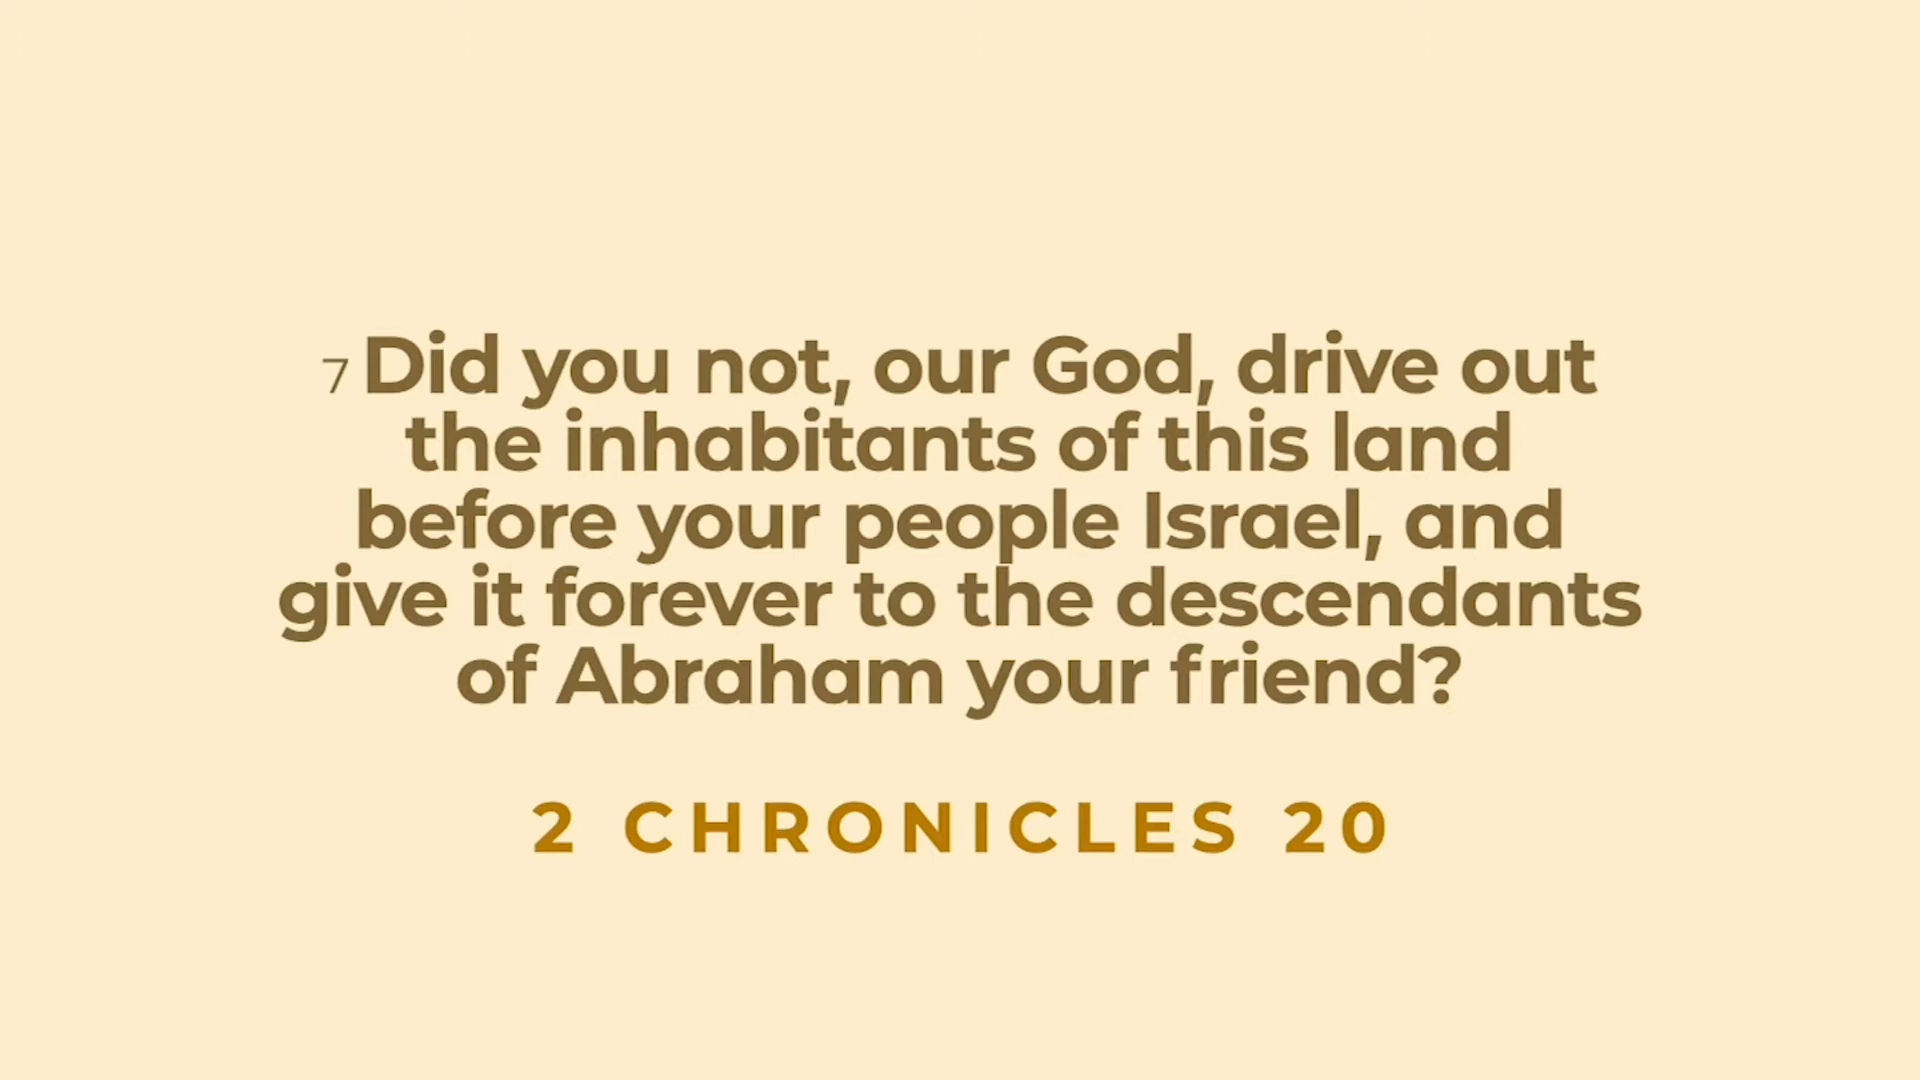 7 Did you not, our God, drive out
the inhabitants of this land
before your people Israel, and
give it forever to the descendants
of Abraham your friend?
2 CHRONICLES 20